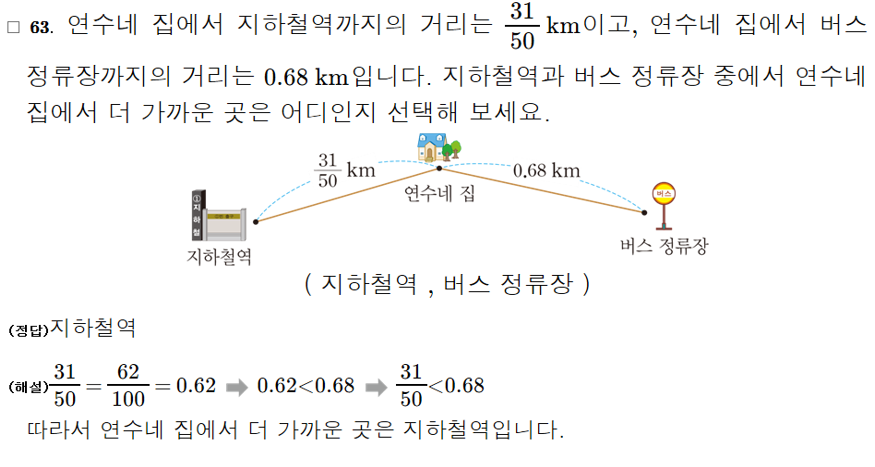 □ 63. 연수네 집에서 지하철역까지의 거리는 31/50 km이고, 연수네 집에서 버스
정류장까지의 거리는 0.68 km입니다. 지하철역과 버스 정류장 중에서 연수네
집에서 더 가까운 곳은 어디인지 선택해 보세요.
31/50 km
0.68 km
연수네 집
버스
지하철
지하철역
버스 정류장
( 지하철역 , 버스 정류장 )
(정답)지하철역
(해설)31/50 = 62/100 = 0.62 ➡ 0.62<0.68 ➡ 31/50<0.68
따라서 연수네 집에서 더 가까운 곳은 지하철역입니다.